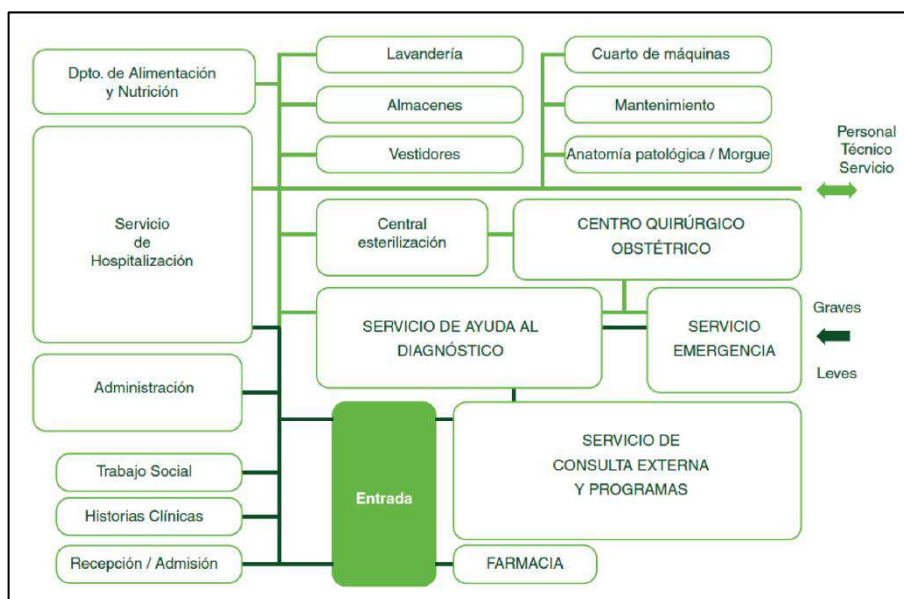 Dpto. de Alimentación
y Nutrición
Lavandería
Cuarto de máquinas
Almacenes
Mantenimiento
Vestidores
Anatomía patológica / Morgue
Personal
Técnico
Servicio
Servicio
de
Hospitalización
Central
esterilización
CENTRO QUIRÚRGICO
OBSTÉTRICO
SERVICIO DE AYUDA AL
DIAGNÓSTICO
SERVICIO
EMERGENCIA
Graves
Leves
Administración
Trabajo Social
Historias Clínicas
Recepción / Admisión
Entrada
SERVICIO DE
CONSULTA EXTERNA
Y PROGRAMAS
FARMACIA